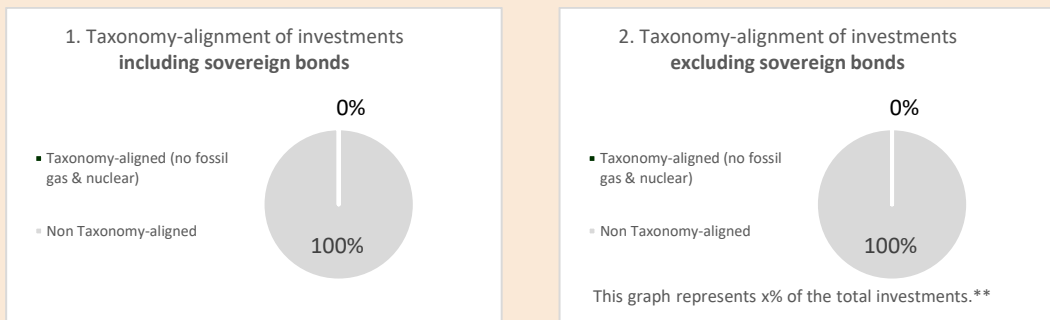 1. Taxonomy-alignment of investments
including sovereign bonds
0%
Taxonomy-aligned (no fossil
gas & nuclear)
Non Taxonomy-aligned
100%
2. Taxonomy-alignment of investments
excluding sovereign bonds
0%
Taxonomy-aligned (no fossil
gas & nuclear)
Non Taxonomy-aligned
100%
This graph represents x% of the total investments.**